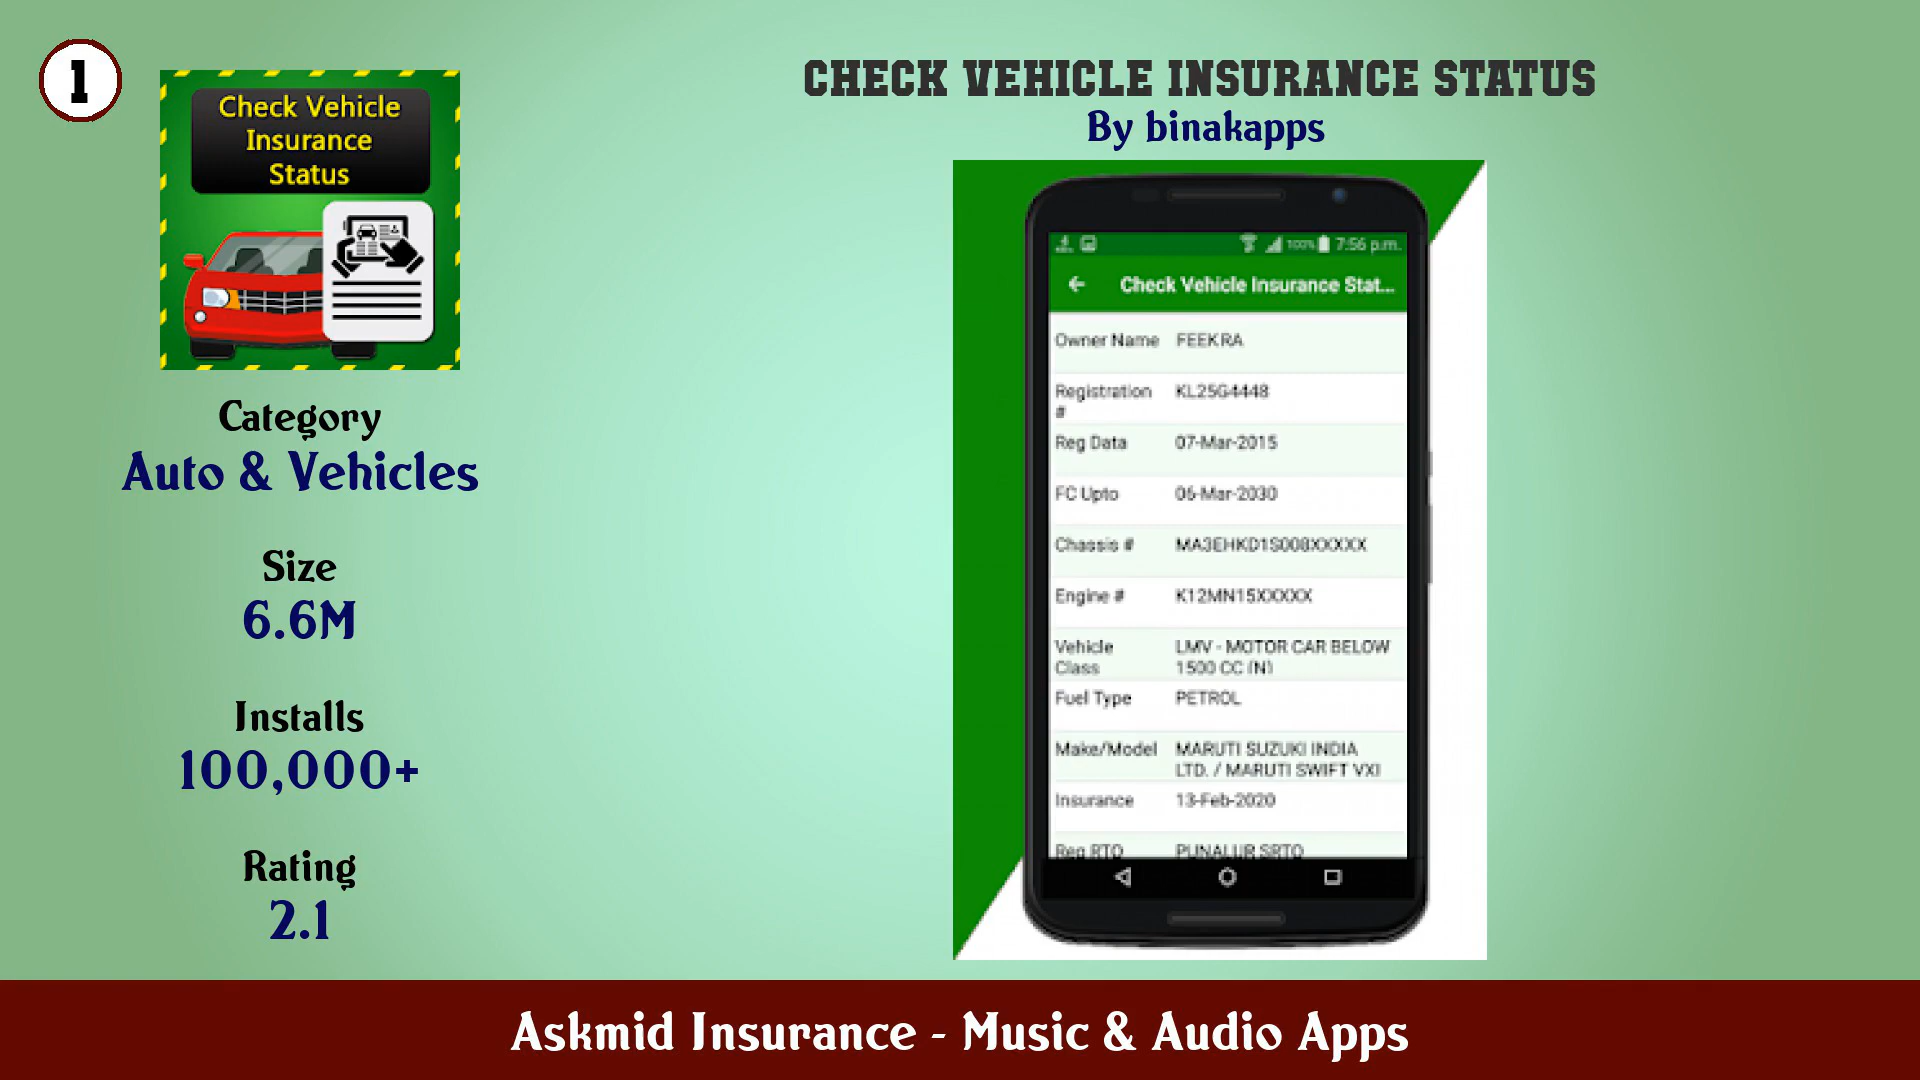 1
Check Vehicle
Insurance
Status
Category
Auto & Vehicles
Size
6.6M
Installs
100,000+
Rating
2.1
CHECK VEHICLE INSURANCE STATUS
By binakapps
100% 7:56 p.m.
Check Vehicle Insurance Stat...
Owner Name FEEKRA
Registration # KL25G4448
Reg Data 07-Mar-2015
FC Upto 06-Mar-2030
Chassis # MA3EHKD1S008XXXXX
Engine # K12MN15XXXXX
Vehicle Class LMV - MOTOR CAR BELOW
1500 CC (N)
Fuel Type PETROL
Make/Model MARUTI SUZUKI INDIA
LTD. / MARUTI SWIFT VXI
Insurance 13-Feb-2020
Reg RTO PUNALUR SRTO
Askmid Insurance - Music & Audio Apps